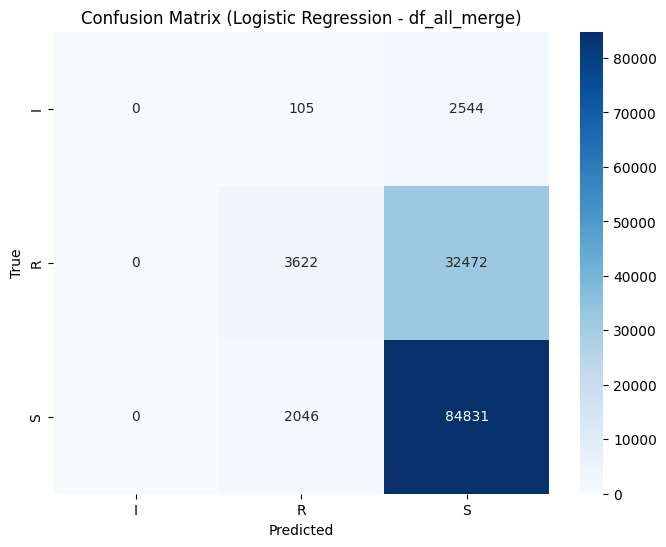 Confusion Matrix (Logistic Regression - df_all_merge)
True
I
0
105
2544
R
0
3622
32472
S
0
2046
84831
I
R
S
Predicted
80000
70000
60000
50000
40000
30000
20000
10000
0